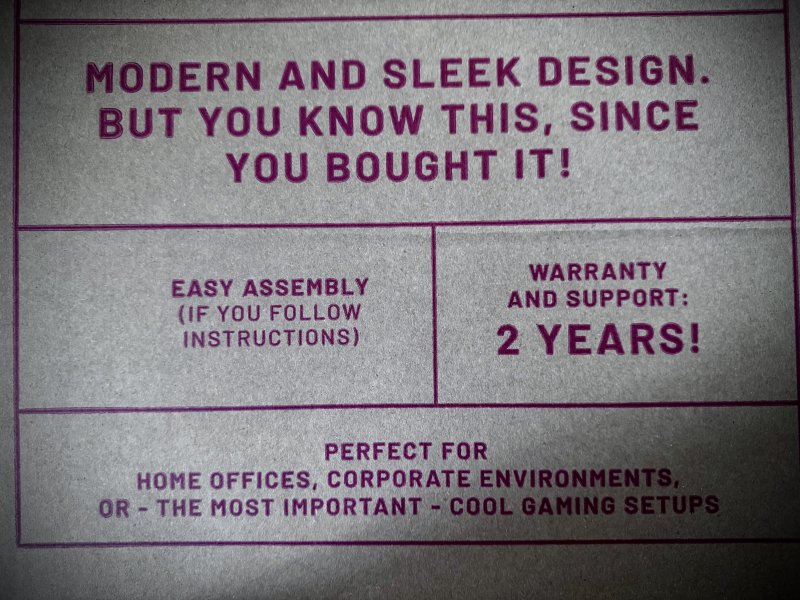 MODERN AND SLEEK DESIGN.
BUT YOU KNOW THIS, SINCE
YOU BOUGHT IT!
EASY ASSEMBLY
(IF YOU FOLLOW
INSTRUCTIONS)
WARRANTY
AND SUPPORT:
2 YEARS!
PERFECT FOR
HOME OFFICES, CORPORATE ENVIRONMENTS,
OR - THE MOST IMPORTANT - COOL GAMING SETUPS